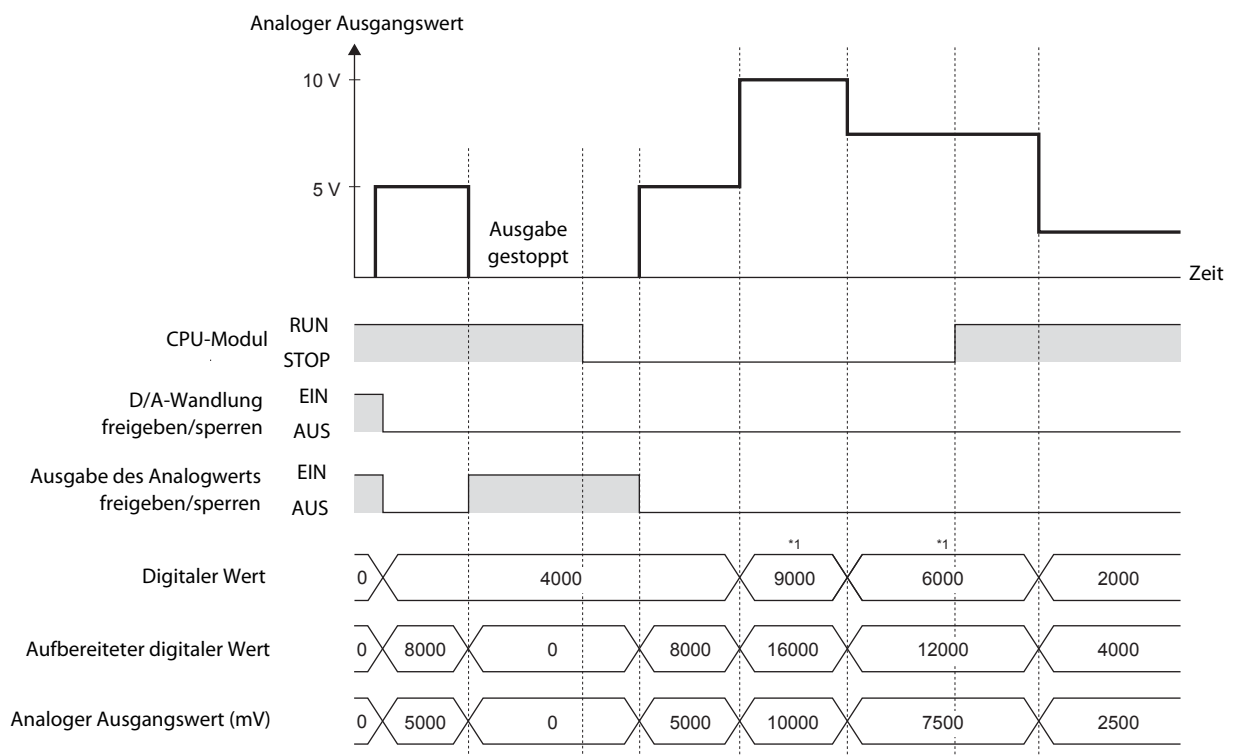 Analoger Ausgangswert
10 V
5 V
Ausgabe
gestoppt
Zeit
CPU-Modul
RUN
STOP
D/A-Wandlung
freigeben/sperren
EIN
AUS
Ausgabe des Analogwerts
freigeben/sperren
EIN
AUS
*1 *1
Digitaler Wert 0 4000 9000 6000 2000
Aufbereiteter digitaler Wert 0 8000 0 8000 16000 12000 4000
Analoger Ausgangswert (mV) 0 5000 0 5000 10000 7500 2500